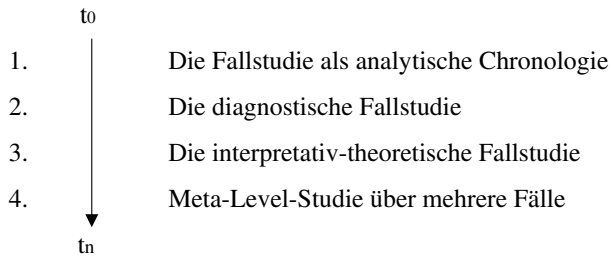 t0
1. Die Fallstudie als analytische Chronologie
2. Die diagnostische Fallstudie
3. Die interpretativ-theoretische Fallstudie
4. Meta-Level-Studie über mehrere Fälle
tn